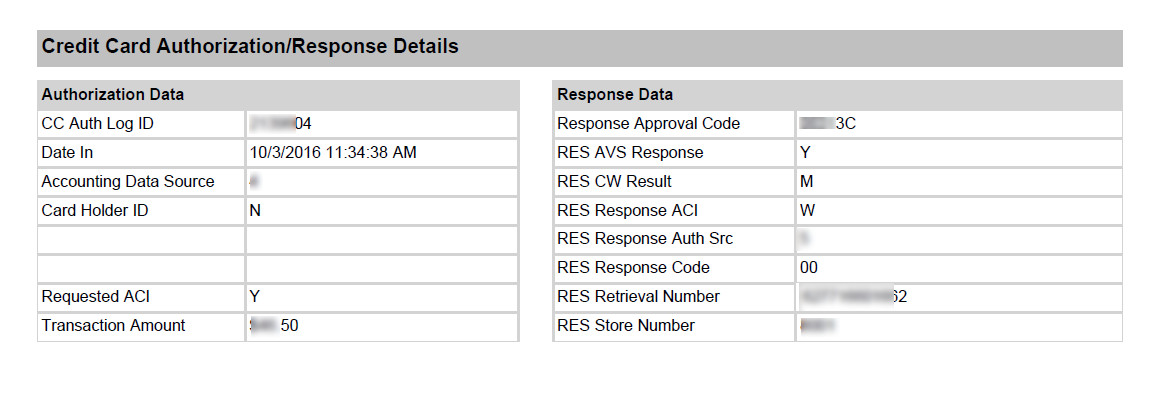 Credit Card Authorization/Response Details
Authorization Data
CC Auth Log ID 04
Date In 10/3/2016 11:34:38 AM
Accounting Data Source
Card Holder ID N
Requested ACI Y
Transaction Amount .50
Response Data
Response Approval Code 3C
RES AVS Response Y
RES CW Result M
RES Response ACI W
RES Response Auth Src
RES Response Code 00
RES Retrieval Number 62
RES Store Number